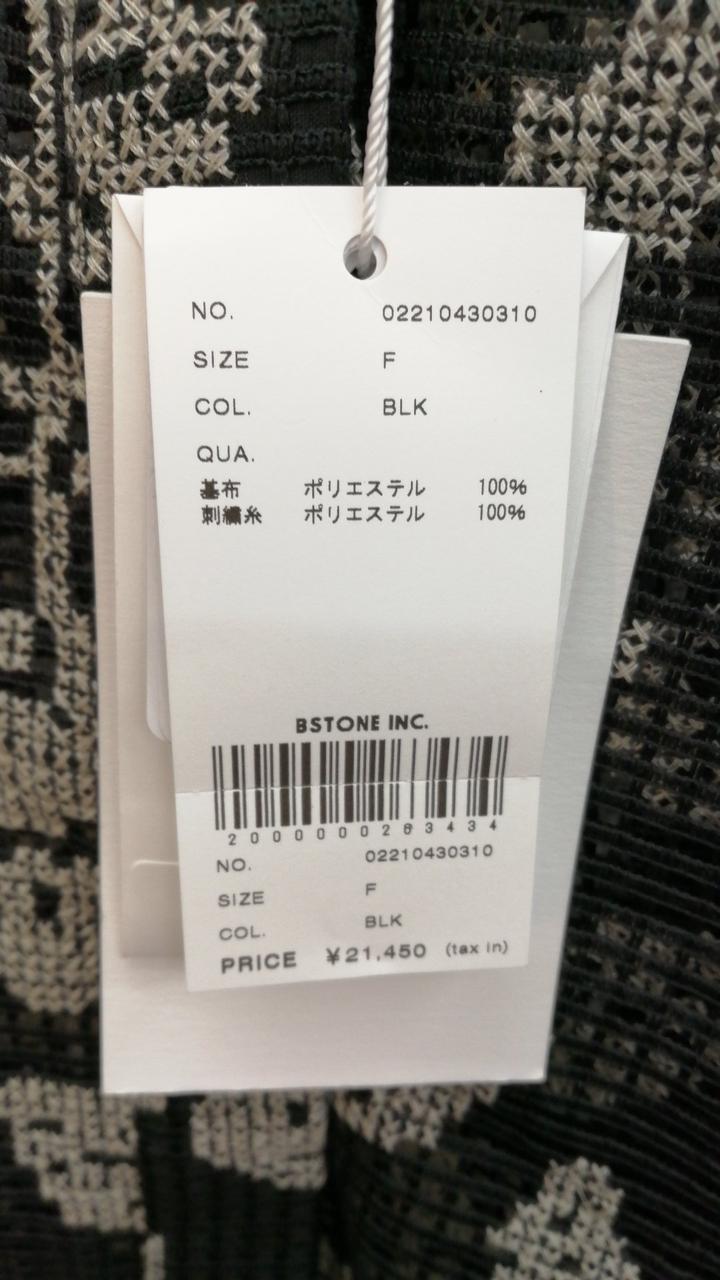 NO. 02210430310
SIZE F
COL. BLK
QUA.
基布 ポリエステル 100%
刺繍糸 ポリエステル 100%
BSTONE INC.
2000000283434
NO. 02210430310
SIZE F
COL. BLK
PRICE ¥21,450 (tax in)